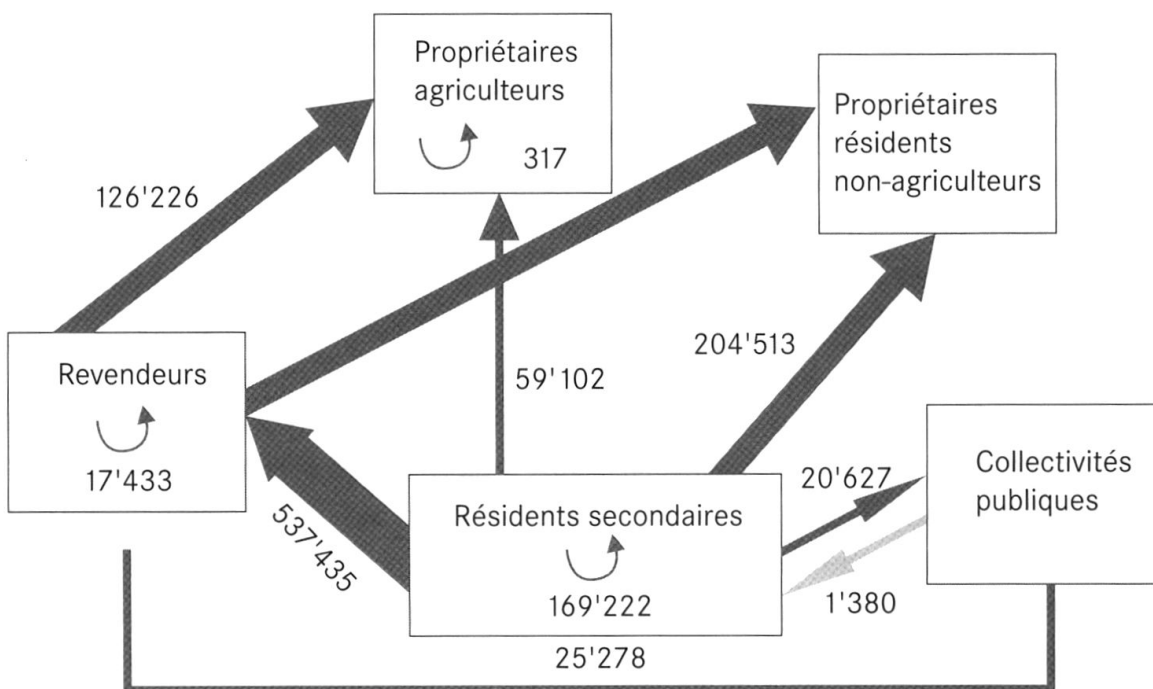 Propriétaires
agriculteurs
317
Propriétaires
résidents
non-agriculteurs
126'226
204'513
Revendeurs
17'433
59'102
537'435
Résidents secondaires
169'222
20'627
1'380
Collectivités
publiques
25'278